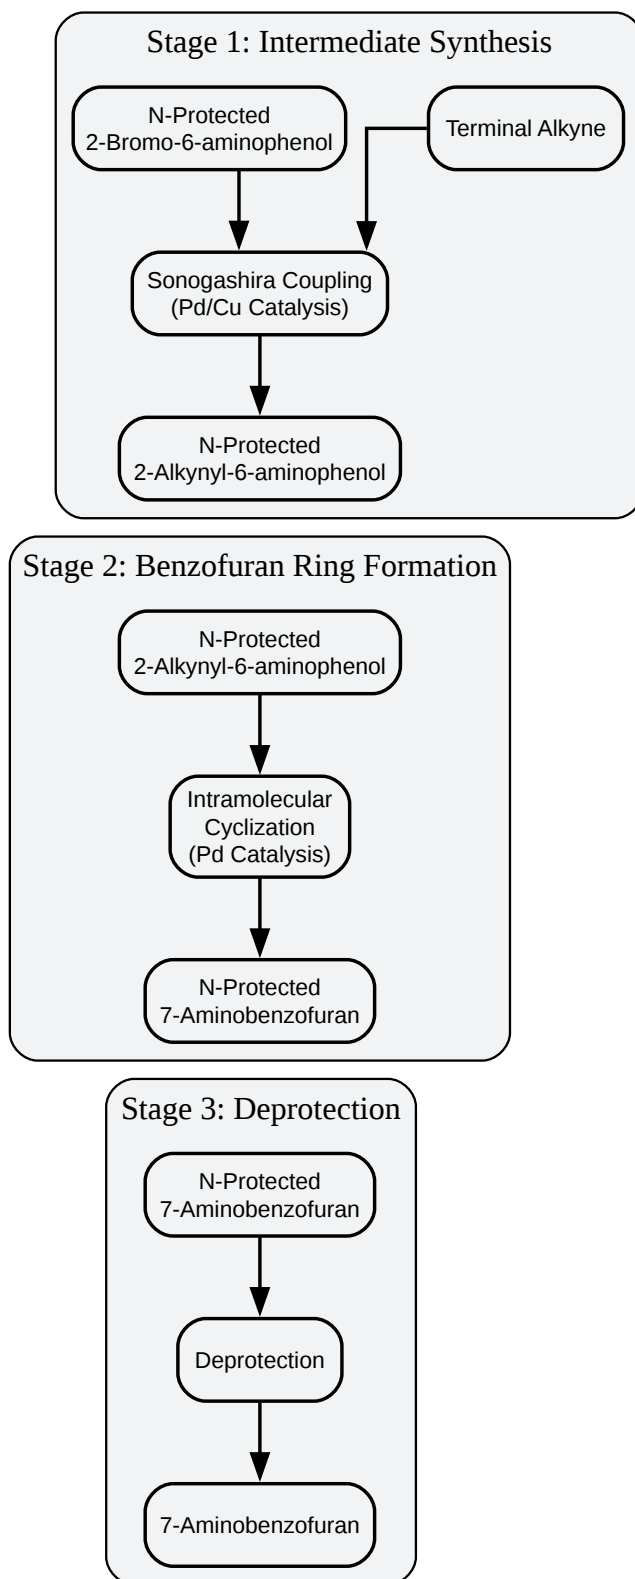 Stage 1: Intermediate Synthesis
N-Protected
2-Bromo-6-aminophenol
Terminal Alkyne
Sonogashira Coupling
(Pd/Cu Catalysis)
N-Protected
2-Alkynyl-6-aminophenol
Stage 2: Benzofuran Ring Formation
N-Protected
2-Alkynyl-6-aminophenol
Intramolecular
Cyclization
(Pd Catalysis)
N-Protected
7-Aminobenzofuran
Stage 3: Deprotection
N-Protected
7-Aminobenzofuran
Deprotection
7-Aminobenzofuran